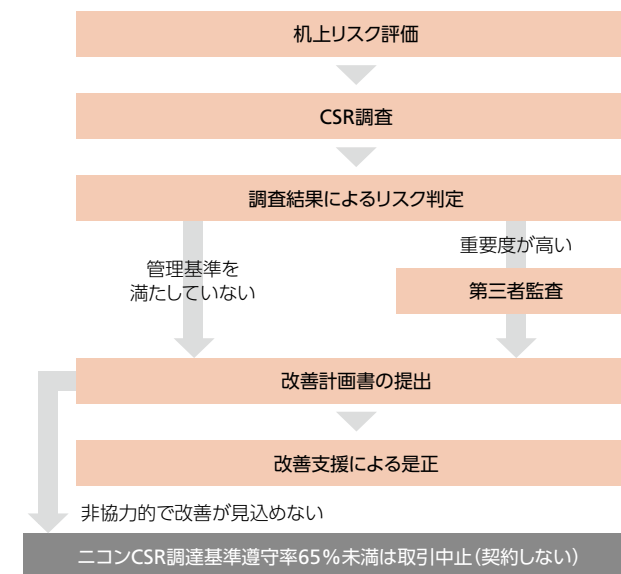 机上リスク評価
CSR調査
調査結果によるリスク判定
重要度が高い
管理基準を
満たしていない
第三者監査
改善計画書の提出
改善支援による是正
非協力的で改善が見込めない
ニコンCSR調達基準遵守率65%未満は取引中止（契約しない）